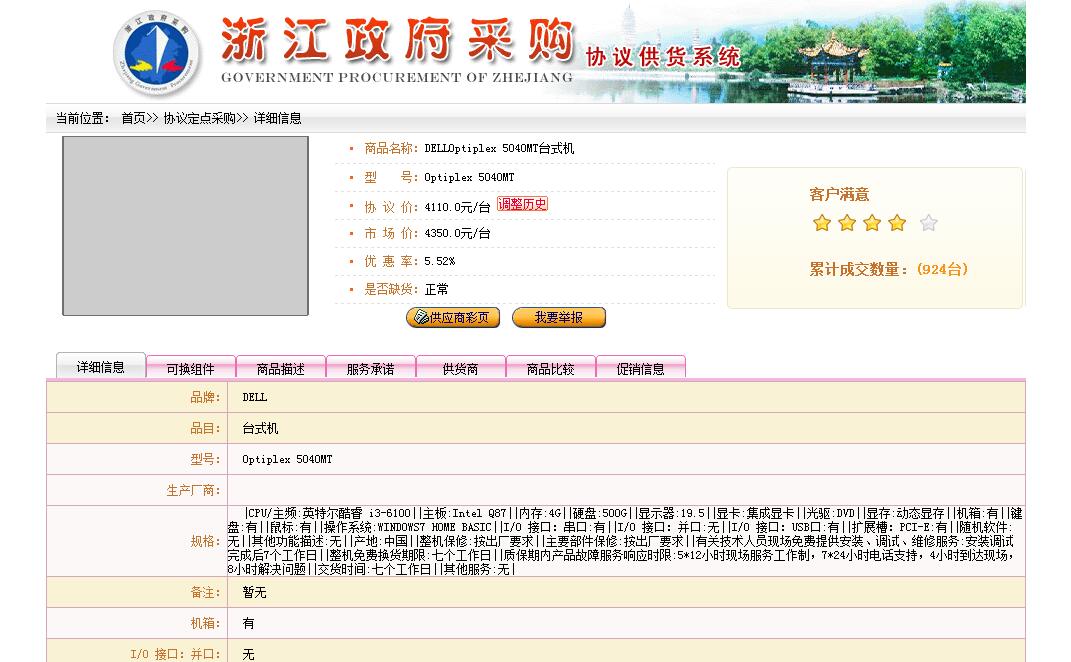 浙江政府采购
协议供货系统
GOVERNMENT PROCUREMENT OF ZHEJIANG
当前位置： 首页>> 协议定点采购>> 详细信息
商品名称: DELLOptiplex 5040MT台式机
型 号: Optiplex 5040MT
协 议 价: 4110.0元/台 调整历史
市 场 价: 4350.0元/台
优 惠 率: 5.52%
是否缺货: 正常
供应商彩页 我要举报
客户满意
累计成交数量： (924台)
详细信息 可换组件 商品描述 服务承诺 供货商 商品比较 促销信息
品牌: DELL
品目: 台式机
型号: Optiplex 5040MT
生产厂商:
规格:
|CPU/主频:英特尔酷睿 i3-6100||主板:Intel Q87||内存:4G||硬盘:500G||显示器:19.5||显卡:集成显卡||光驱:DVD||显存:动态显存||机箱:有||键
盘:有||鼠标:有||操作系统:WINDOWS7 HOME BASIC||I/O 接口: 串口:有||I/O 接口: 并口:无||I/O 接口: USB口:有||扩展槽: PCI-E:有||随机软件:
无||其他功能描述:无||产地:中国||整机保修:按出厂要求||主要部件保修:按出厂要求||有关技术人员现场免费提供安装、调试、维修服务:安装调试
完成后7个工作日||整机免费换货期限:七个工作日||质保期内产品故障服务响应时限:5*12小时现场服务工作制，7*24小时电话支持，4小时到达现场，
8小时解决问题||交货时间:七个工作日||其他服务:无|
备注: 暂无
机箱: 有
I/O 接口: 并口: 无